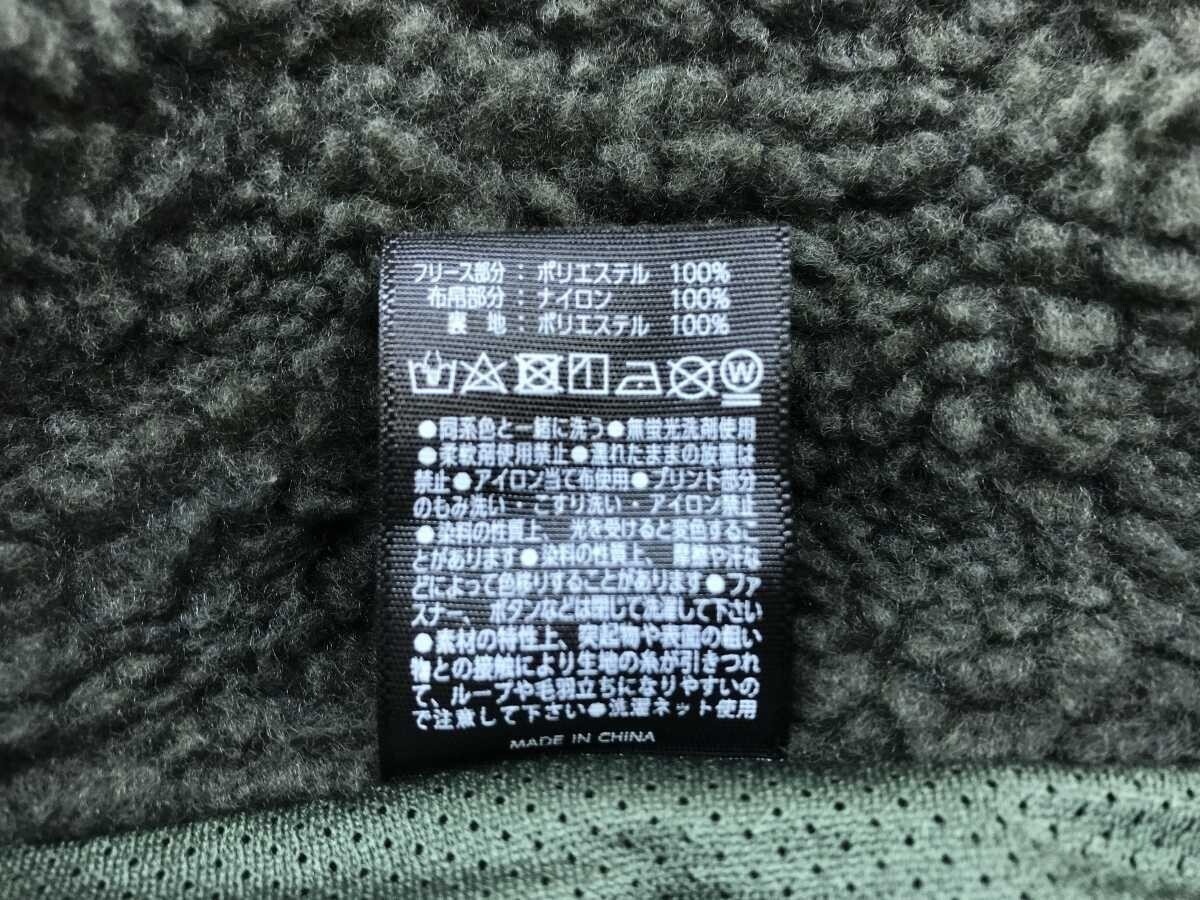 フリース部分：ポリエステル 100%
布帛部分：ナイロン 100%
裏 地：ポリエステル 100%
W
●同系色と一緒に洗う●無蛍光洗剤使用
●柔軟剤使用禁止●濡れたままの放置は
禁止●アイロン当て布使用●プリント部分
のもみ洗い・こすり洗い・アイロン禁止
●染料の性質上、光を受けると変色するこ
とがあります●染料の性質上、摩擦や汗な
どによって色移りすることがあります●ファ
スナー、ボタンなどは閉じて洗濯して下さい
●素材の特性上、突起物や表面の粗い
物との接触により生地の糸が引きつれ
て、ループや毛羽立ちになりやすいの
で注意して下さい●洗濯ネット使用
MADE IN CHINA